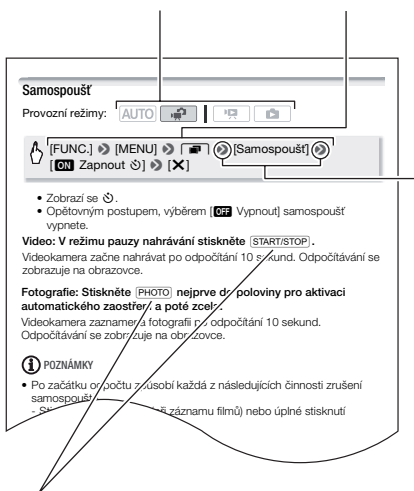 Samospoušť
Provozní režimy: AUTO
[FUNC.] [MENU] [Samospoušť]
[ON Zapnout] [X]
• Zobrazí se.
• Opětovným postupem, výběrem [OFF Vypnout] samospoušť
vypnete.
Video: V režimu pauzy nahrávání stiskněte START/STOP.
Videokamera začne nahrávat po odpočítání 10 sekund. Odpočítávání se
zobrazuje na obrazovce.
Fotografie: Stiskněte PHOTO nejprve do poloviny pro aktivaci
automatického zaostření a poté zcela.
Videokamera zaznamená fotografii po odpočítání 10 sekund.
Odpočítávání se zobrazuje na obrazovce.
POZNÁMKY
• Po začátku odpočtu způsobí každá z následujících činnosti zrušení
samospouště
záznamu filmů) nebo úplné stisknutí